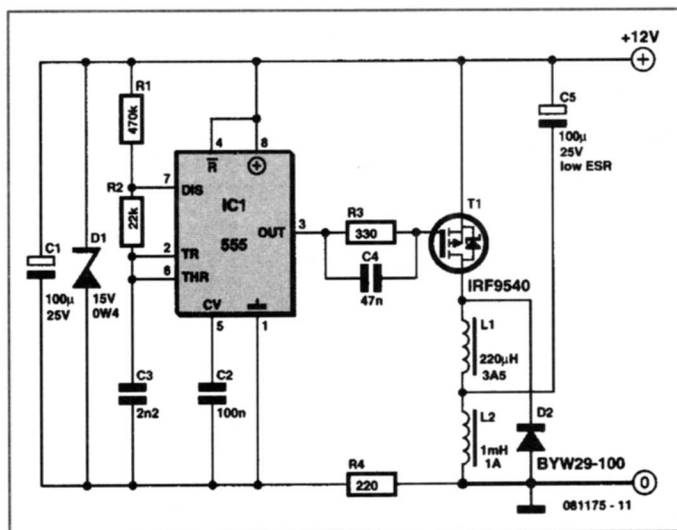 +12V
R1
470k
R2
22k
C1
100µ
25V
D1
15V
0W4
C3
2n2
4
8
R
7
DIS
IC1
555
2
TR
6
THR
OUT
3
CV
5
1
C2
100n
R3
330
C4
47n
T1
IRF9540
C5
100µ
25V
low ESR
L1
220µH
3A5
L2
1mH
1A
D2
BYW29-100
R4
220
0
081175 - 11